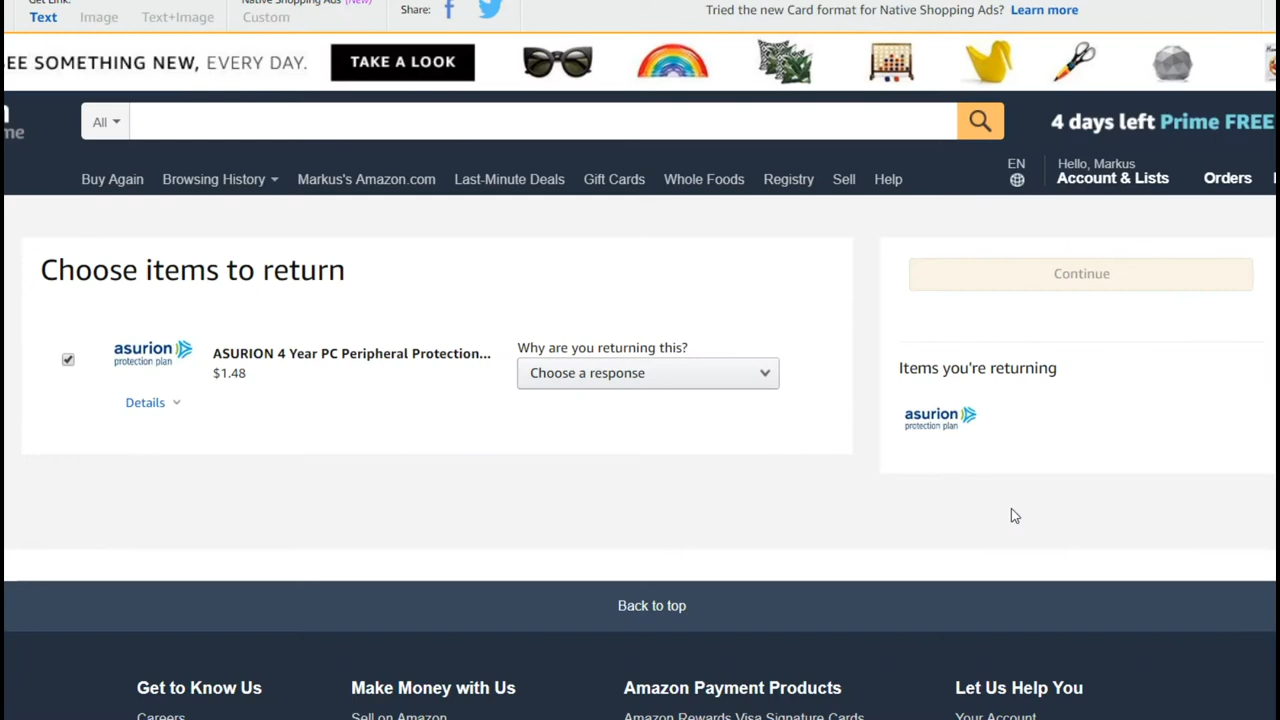 Get Link:
Native Shopping Ads (New)
Text Image Text+Image Custom Share:
Tried the new Card format for Native Shopping Ads? Learn more
SEE SOMETHING NEW, EVERY DAY. TAKE A LOOK
All
4 days left Prime FREE
Buy Again Browsing History Markus's Amazon.com Last-Minute Deals Gift Cards Whole Foods Registry Sell Help
EN
Hello, Markus
Account & Lists
Orders
Choose items to return
asurion
protection plan
ASURION 4 Year PC Peripheral Protection...
$1.48
Details
Why are you returning this?
Choose a response
Continue
Items you're returning
asurion
protection plan
Back to top
Get to Know Us Make Money with Us Amazon Payment Products Let Us Help You
Careers Sell on Amazon Amazon Rewards Visa Signature Cards Your Account